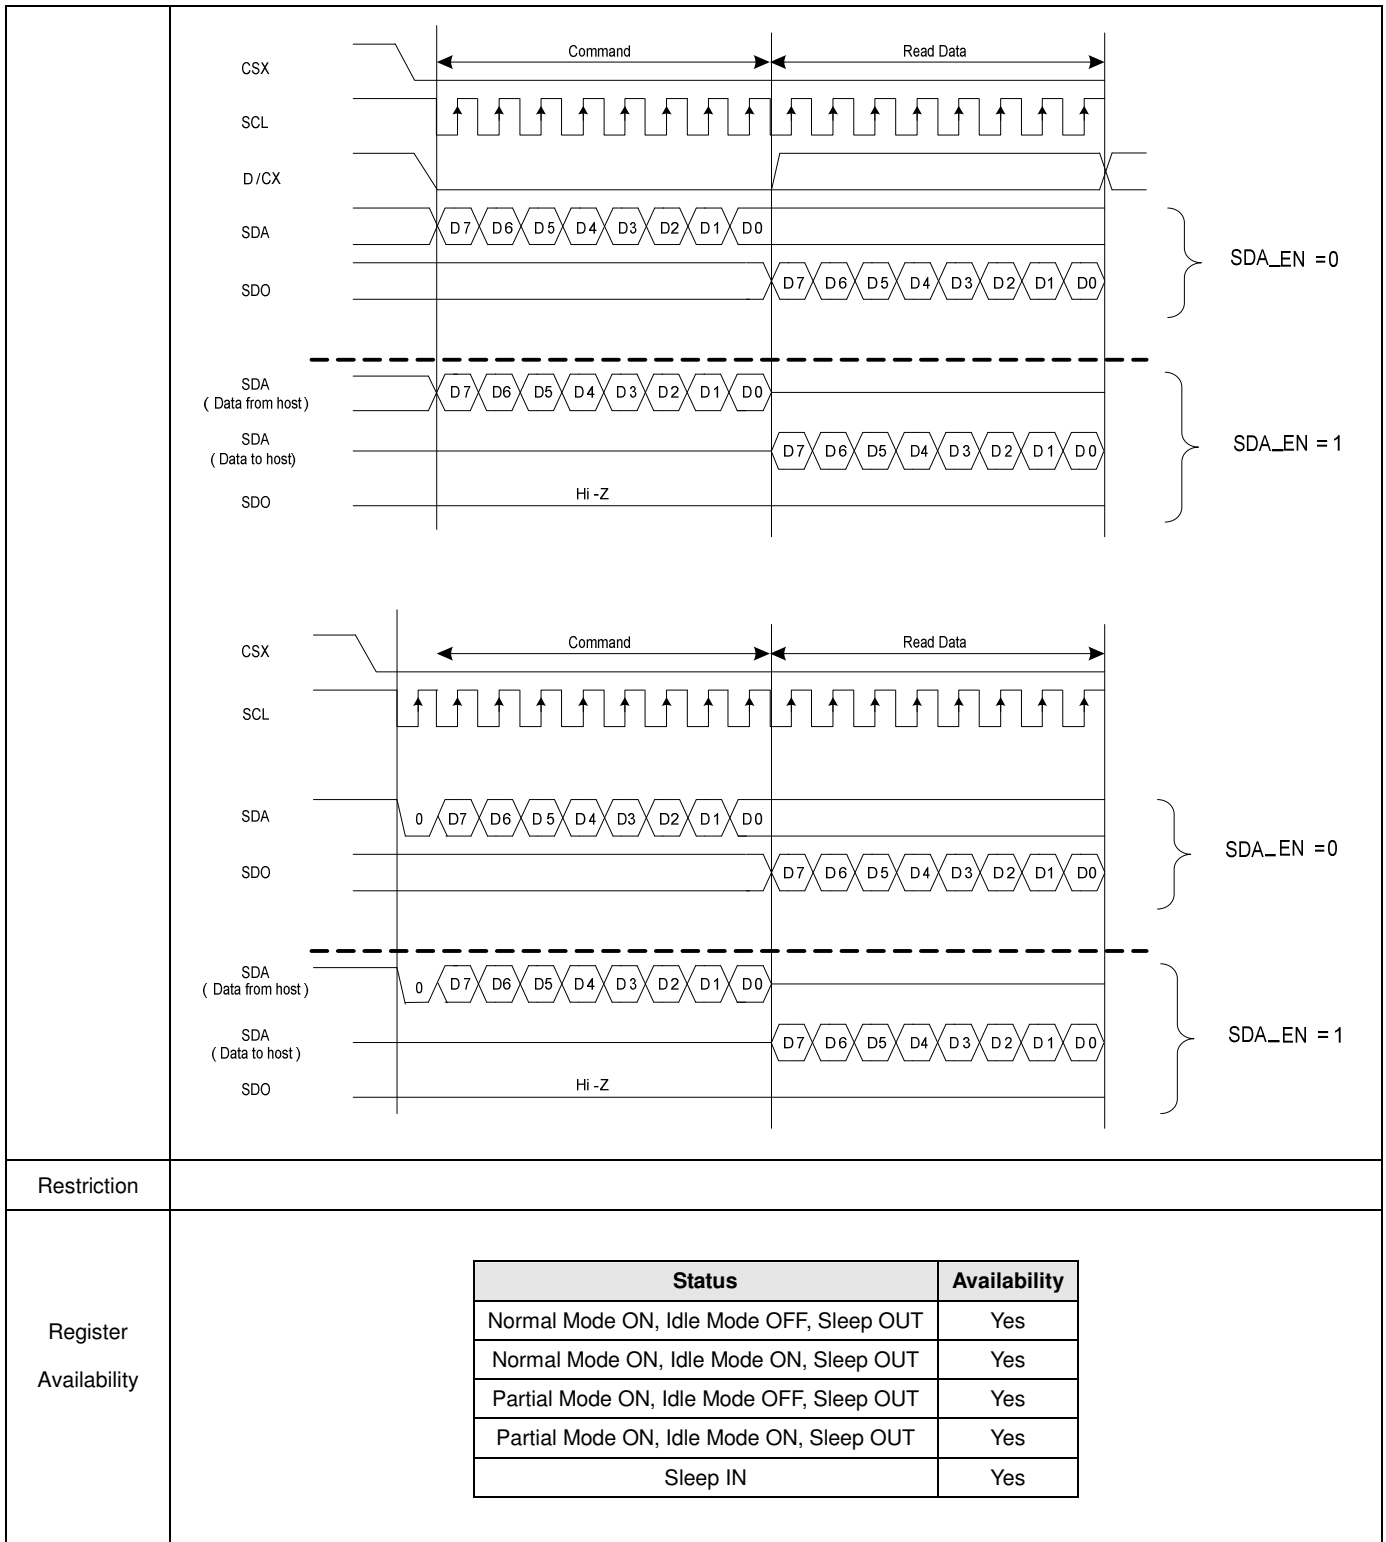 Command Read Data
CSX
SCL
D/CX
SDA D7 D6 D5 D4 D3 D2 D1 D0
SDO D7 D6 D5 D4 D3 D2 D1 D0
SDA_EN =0
SDA
( Data from host ) D7 D6 D5 D4 D3 D2 D1 D0
SDA
( Data to host) D7 D6 D5 D4 D3 D2 D1 D0
SDA_EN = 1
SDO Hi -Z
Command Read Data
CSX
SCL
SDA 0 D7 D6 D5 D4 D3 D2 D1 D0
SDO D7 D6 D5 D4 D3 D2 D1 D0
SDA_EN =0
SDA
( Data from host ) 0 D7 D6 D5 D4 D3 D2 D1 D0
SDA
( Data to host ) D7 D6 D5 D4 D3 D2 D1 D0
SDA_EN = 1
SDO Hi -Z
Restriction
Register
Availability
Status Availability
Normal Mode ON, Idle Mode OFF, Sleep OUT Yes
Normal Mode ON, Idle Mode ON, Sleep OUT Yes
Partial Mode ON, Idle Mode OFF, Sleep OUT Yes
Partial Mode ON, Idle Mode ON, Sleep OUT Yes
Sleep IN Yes